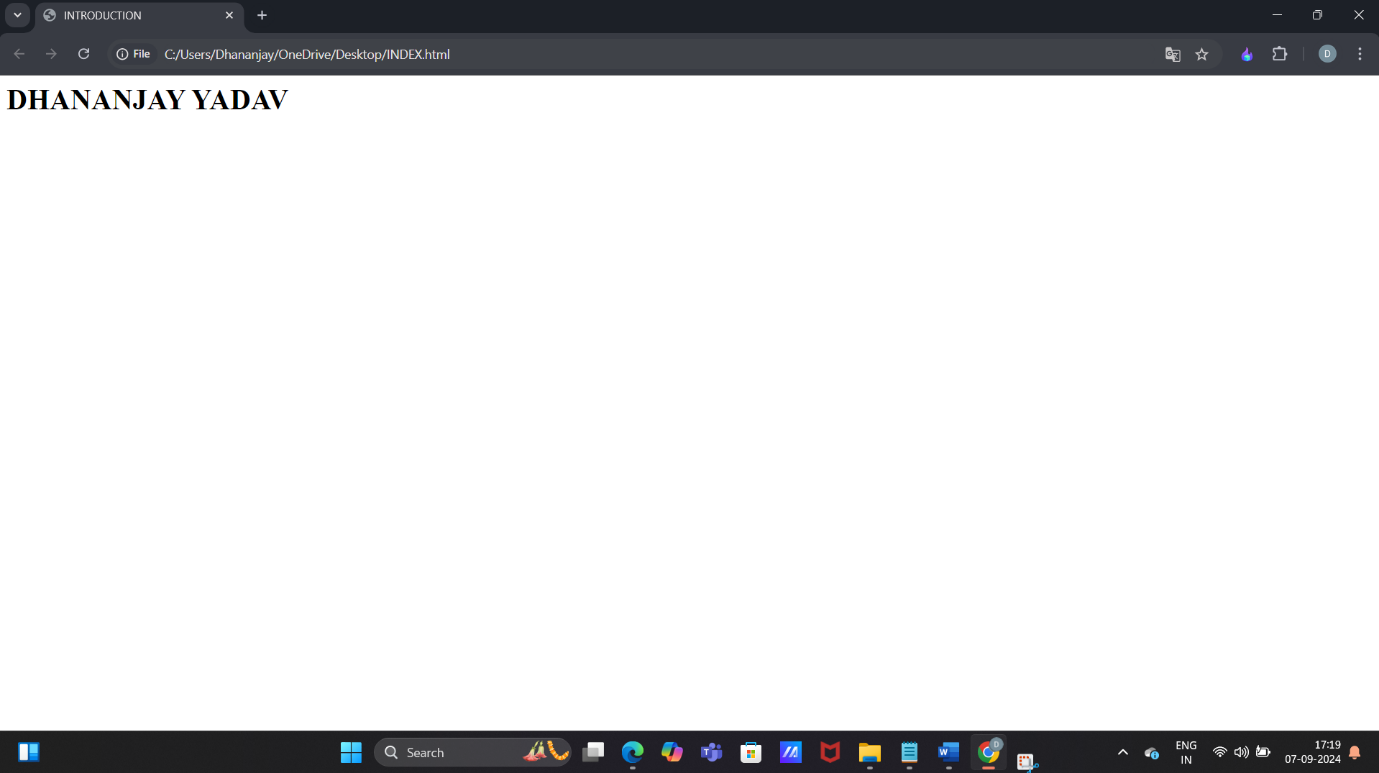 INTRODUCTION
File C:/Users/Dhananjay/OneDrive/Desktop/INDEX.html
D
DHANANJAY YADAV
Search
ENG
IN
17:19
07-09-2024